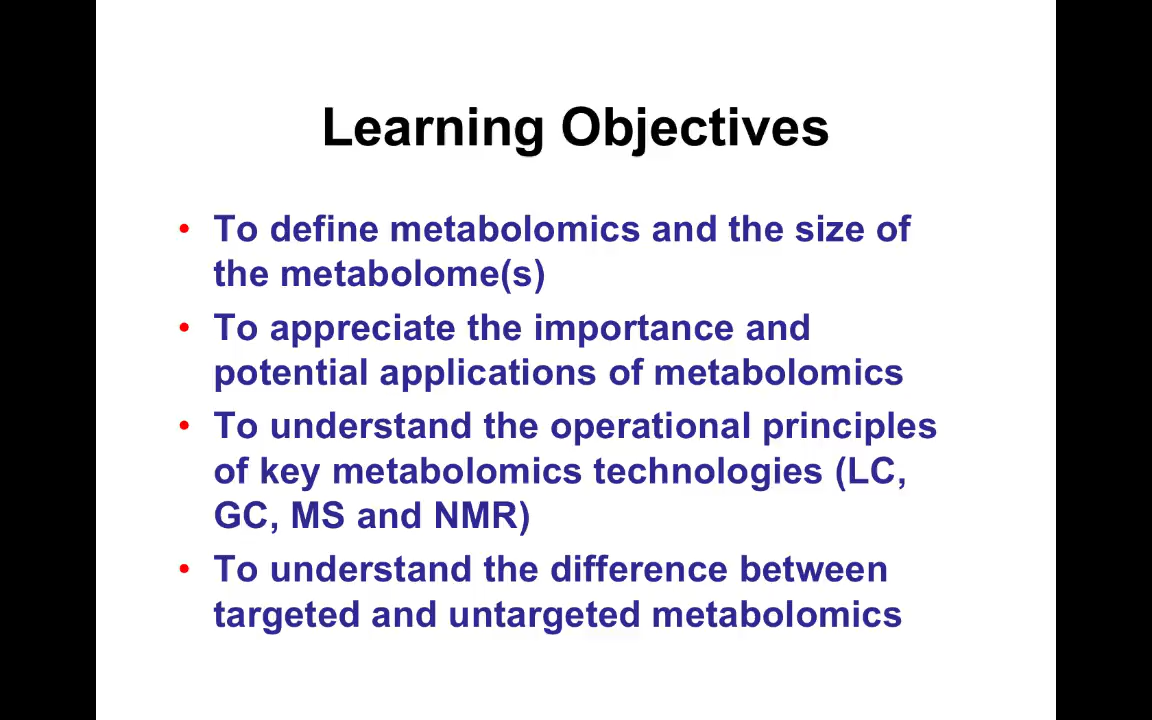 Learning Objectives
• To define metabolomics and the size of
the metabolome(s)
• To appreciate the importance and
potential applications of metabolomics
• To understand the operational principles
of key metabolomics technologies (LC,
GC, MS and NMR)
• To understand the difference between
targeted and untargeted metabolomics